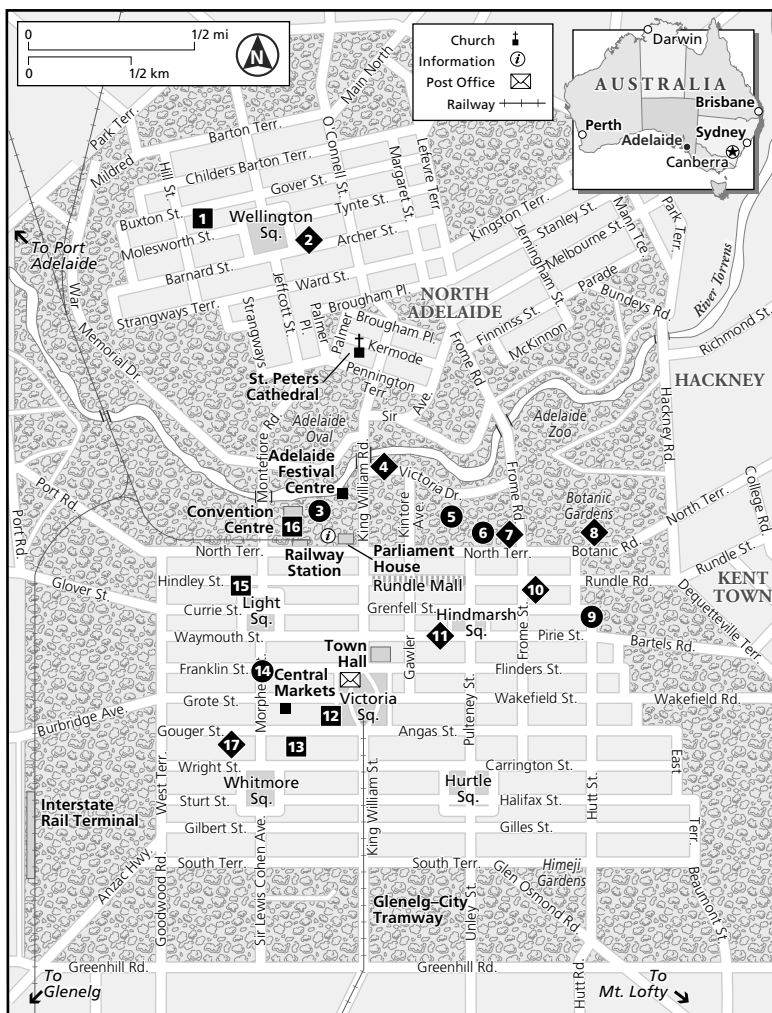 0
1/2 mi
0
1/2 km
N
Church
Information
i
Post Office
Railway
Darwin
AUSTRALIA
Brisbane
Perth
Sydney
Adelaide
Canberra
Main North
Park Terr.
Mildred
Barton Terr.
O'Connell St.
Lefevre Terr.
Margaret St.
Hill St.
Childers Barton Terr.
Gover St.
Buxton St.
1
Wellington
Sq.
Tynte St.
2
Archer St.
Molesworth St.
Kingston Terr.
Stanley St.
Mann Tce.
Park Terr.
Jerningham St.
Melbourne St.
To Port
Adelaide
Barnard St.
Ward St.
Jeffcott St.
War
Memorial Dr.
Strangways Terr.
Strangways
Palmer
Palmer
Brougham Pl.
NORTH
ADELAIDE
Parade
Bundeys Rd.
River Torrens
Brougham Pl.
Finninss St.
McKinnon
Kermode
Richmond St.
Pennington
Terr
St. Peters
Cathedral
Frome Rd.
HACKNEY
Montefiore Rd.
Adelaide
Oval
Sir
Ave.
Adelaide
Zoo
Hackney Rd.
Adelaide
Festival
Centre
King William Rd.
4
Victoria Dr.
Frome Rd.
Port Rd.
Port Rd.
Convention
Centre
3
16
i
Kintore
Ave.
5
6
7
Botanic
Gardens
8
North Terr.
College Rd.
North Terr.
Railway
Station
Parliament
House
North Terr.
Botanic Rd.
Rundle St.
Glover St.
Hindley St.
15
Rundle Mall
10
Rundle Rd.
KENT
TOWN
Dequetteville Terr
Currie St.
Light
Sq.
Grenfell St.
Hindmarsh
Sq.
Frome St.
9
Waymouth St.
11
Pirie St.
Bartels Rd.
Town
Hall
Gawler
Franklin St.
14
Morphett St.
Central
Markets
Flinders St.
Burbridge Ave
Grote St.
Victoria
Sq.
12
Pulteney St.
Wakefield St.
Wakefield Rd.
Gouger St.
17
13
Angas St.
Wright St.
Carrington St.
East
Terr.
West Terr.
Whitmore
Sq.
Hurtle
Sq.
Hutt St.
Interstate
Rail Terminal
Sturt St.
Halifax St.
Gilbert St.
King William St.
Gilles St.
Anzac Hwy.
Goodwood Rd.
South Terr.
Sir Lewis Cohen Ave.
South Terr.
Himeji
Gardens
Glen Osmond Rd.
Beaumont St
Glenelg–City
Tramway
Unley St.
Greenhill Rd.
Greenhill Rd.
Hutt Rd.
To
Glenelg
To
Mt. Lofty